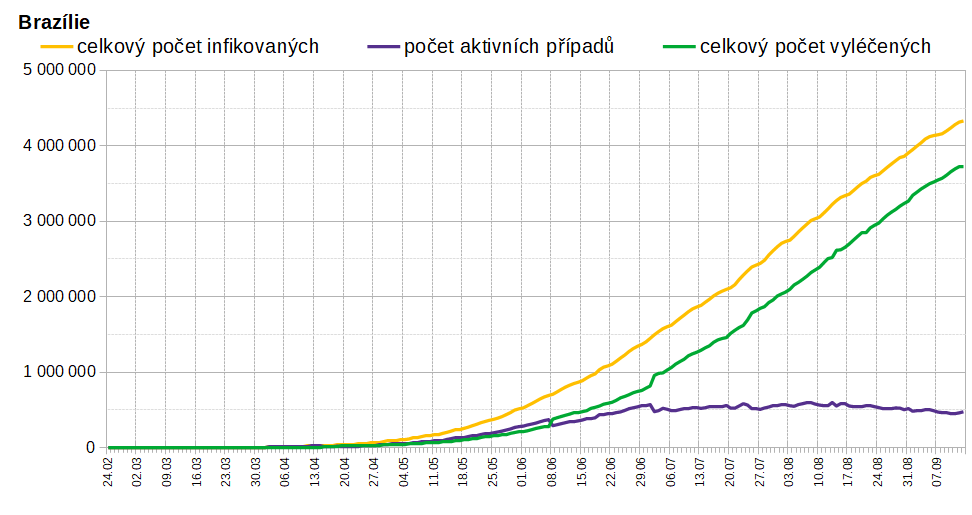 Brazílie
celkový počet infikovaných počet aktivních případů celkový počet vyléčených
5 000 000
4 000 000
3 000 000
2 000 000
1 000 000
0
24.02 02.03 09.03 16.03 23.03 30.03 06.04 13.04 20.04 27.04 04.05 11.05 18.05 25.05 01.06 08.06 15.06 22.06 29.06 06.07 13.07 20.07 27.07 03.08 10.08 17.08 24.08 31.08 07.09